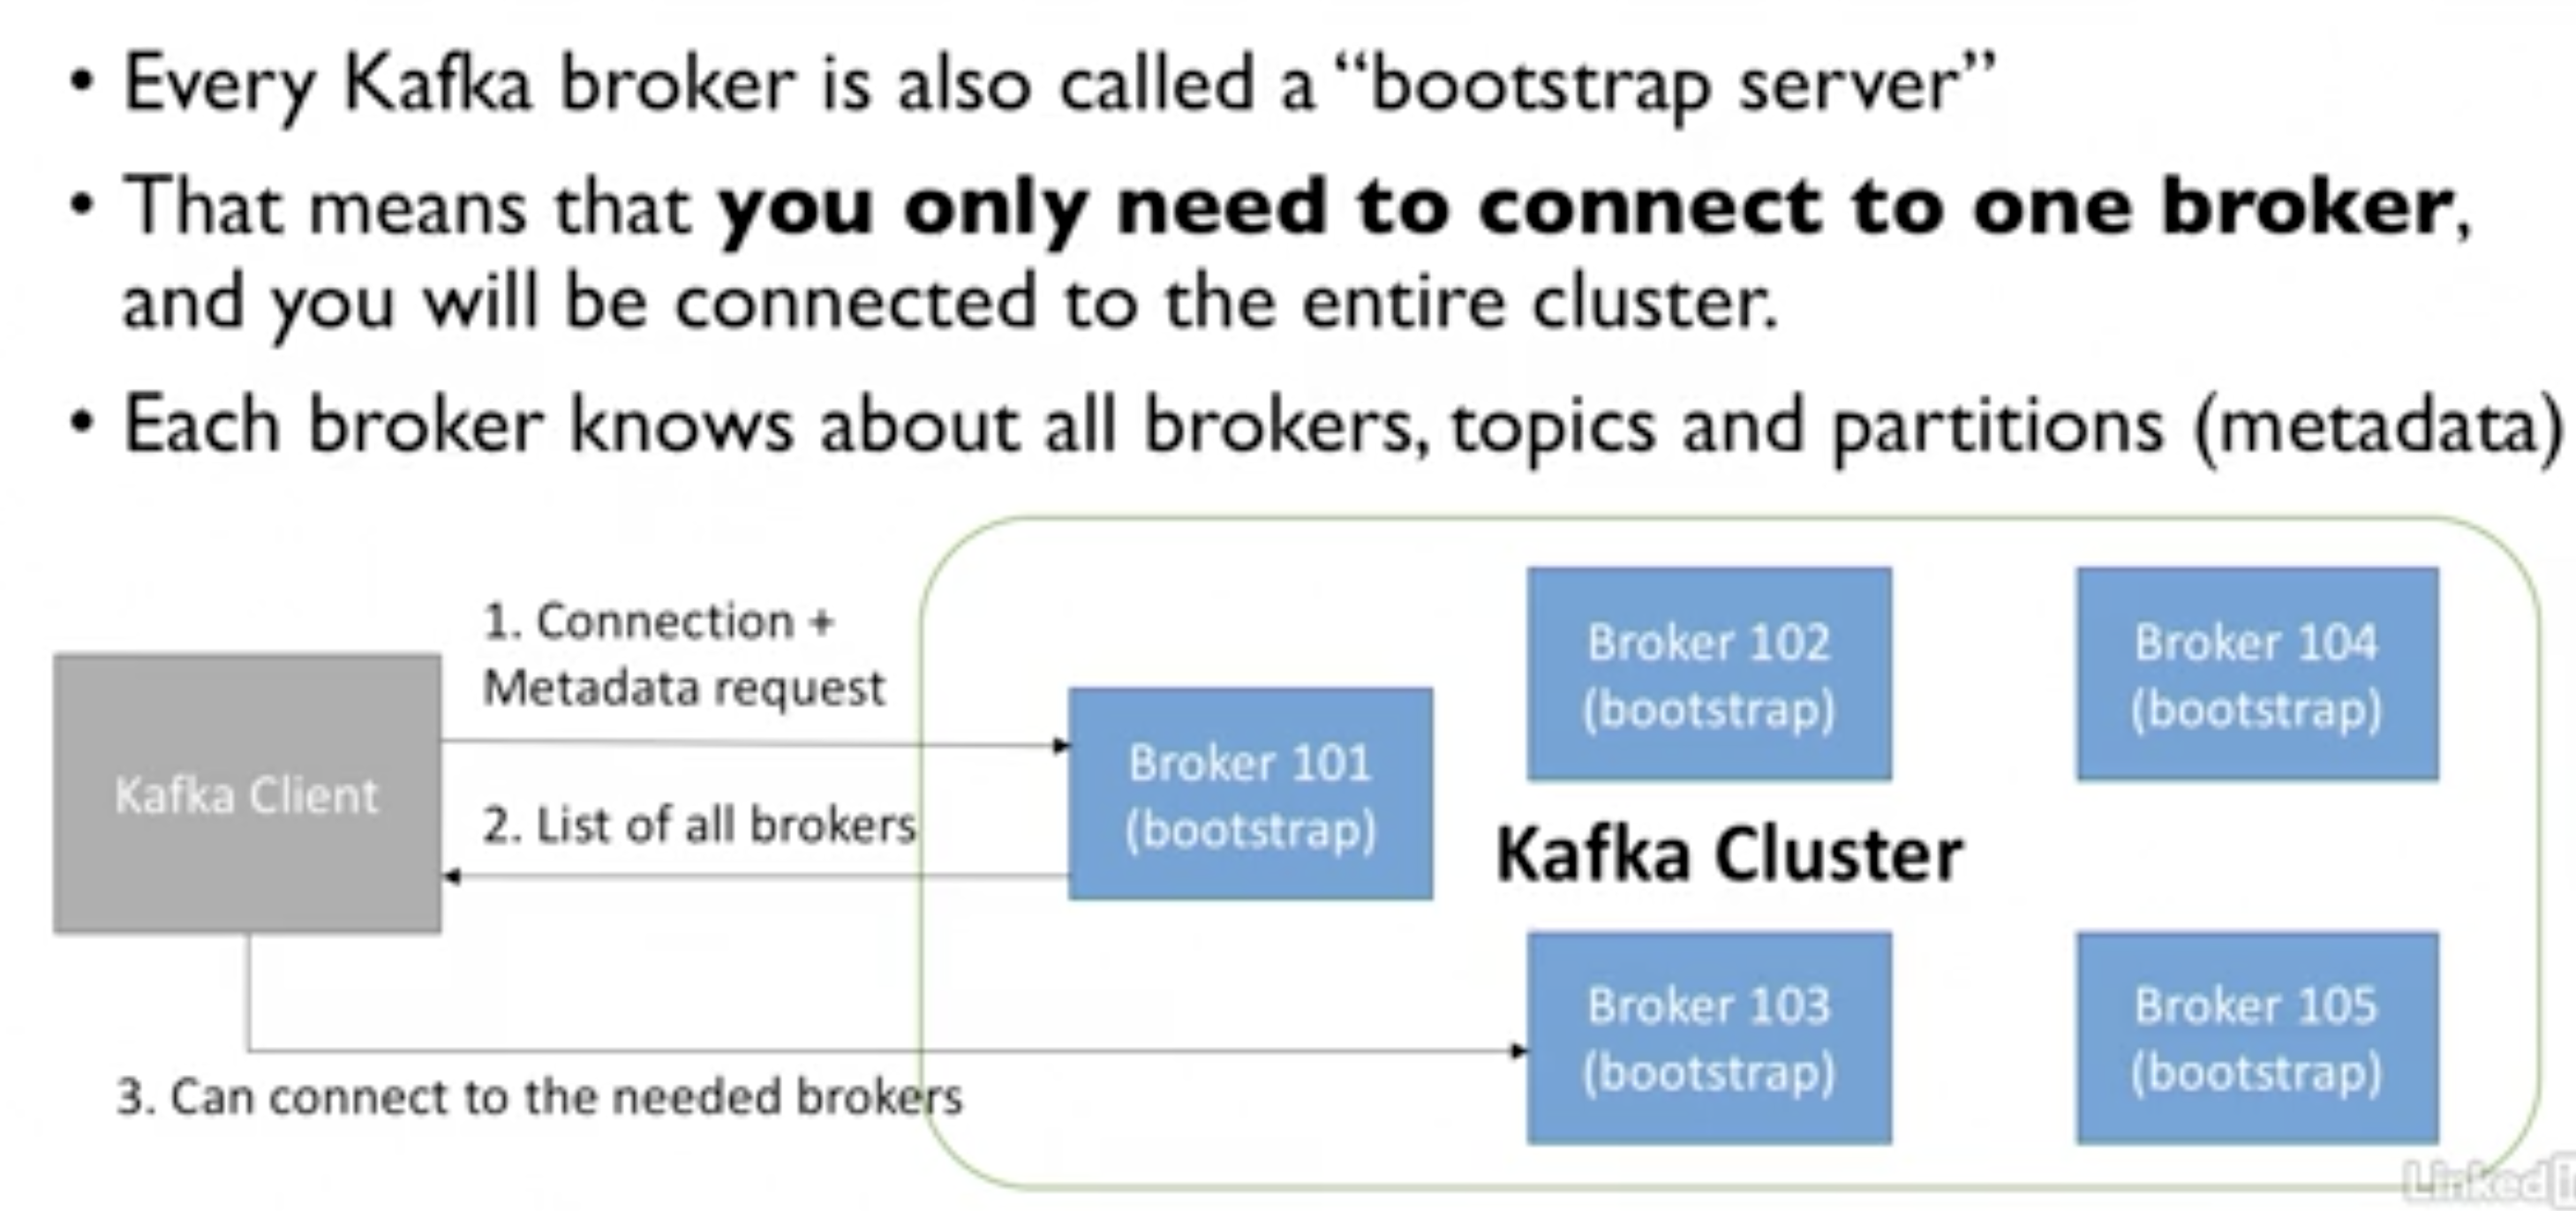 • Every Kafka broker is also called a “bootstrap server”
• That means that you only need to connect to one broker,
and you will be connected to the entire cluster.
• Each broker knows about all brokers, topics and partitions (metadata)
Kafka Client
1. Connection +
Metadata request
2. List of all brokers
3. Can connect to the needed brokers
Broker 101
(bootstrap)
Broker 102
(bootstrap)
Broker 104
(bootstrap)
Kafka Cluster
Broker 103
(bootstrap)
Broker 105
(bootstrap)
Linked